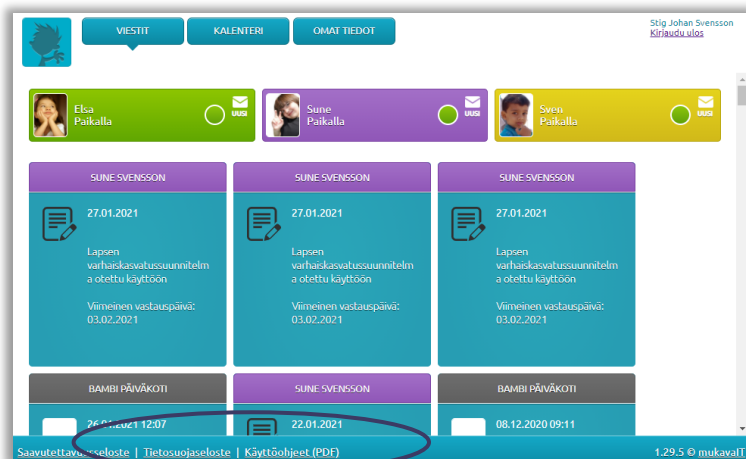 VIESTIT
KALENTERI
OMAT TIEDOT
Stig Johan Svensson
Kirjaudu ulos
Elsa
Paikalla
UUSI
Sune
Paikalla
UUSI
Sven
Paikalla
UUSI
SUNE SVENSSON
27.01.2021
Lapsen
varhaiskasvatussuunnitelm
a otettu käyttöön
Viimeinen vastauspäivä:
03.02.2021
SUNE SVENSSON
27.01.2021
Lapsen
varhaiskasvatussuunnitelm
a otettu käyttöön
Viimeinen vastauspäivä:
03.02.2021
SUNE SVENSSON
27.01.2021
Lapsen
varhaiskasvatussuunnitelm
a otettu käyttöön
Viimeinen vastauspäivä:
03.02.2021
BAMBI PÄIVÄKOTI
26.01.2021 12:07
SUNE SVENSSON
22.01.2021
BAMBI PÄIVÄKOTI
08.12.2020 09:11
Saavutettavuusseloste | Tietosuojaseloste | Käyttöohjeet (PDF)
1.29.5 © mukavaIT